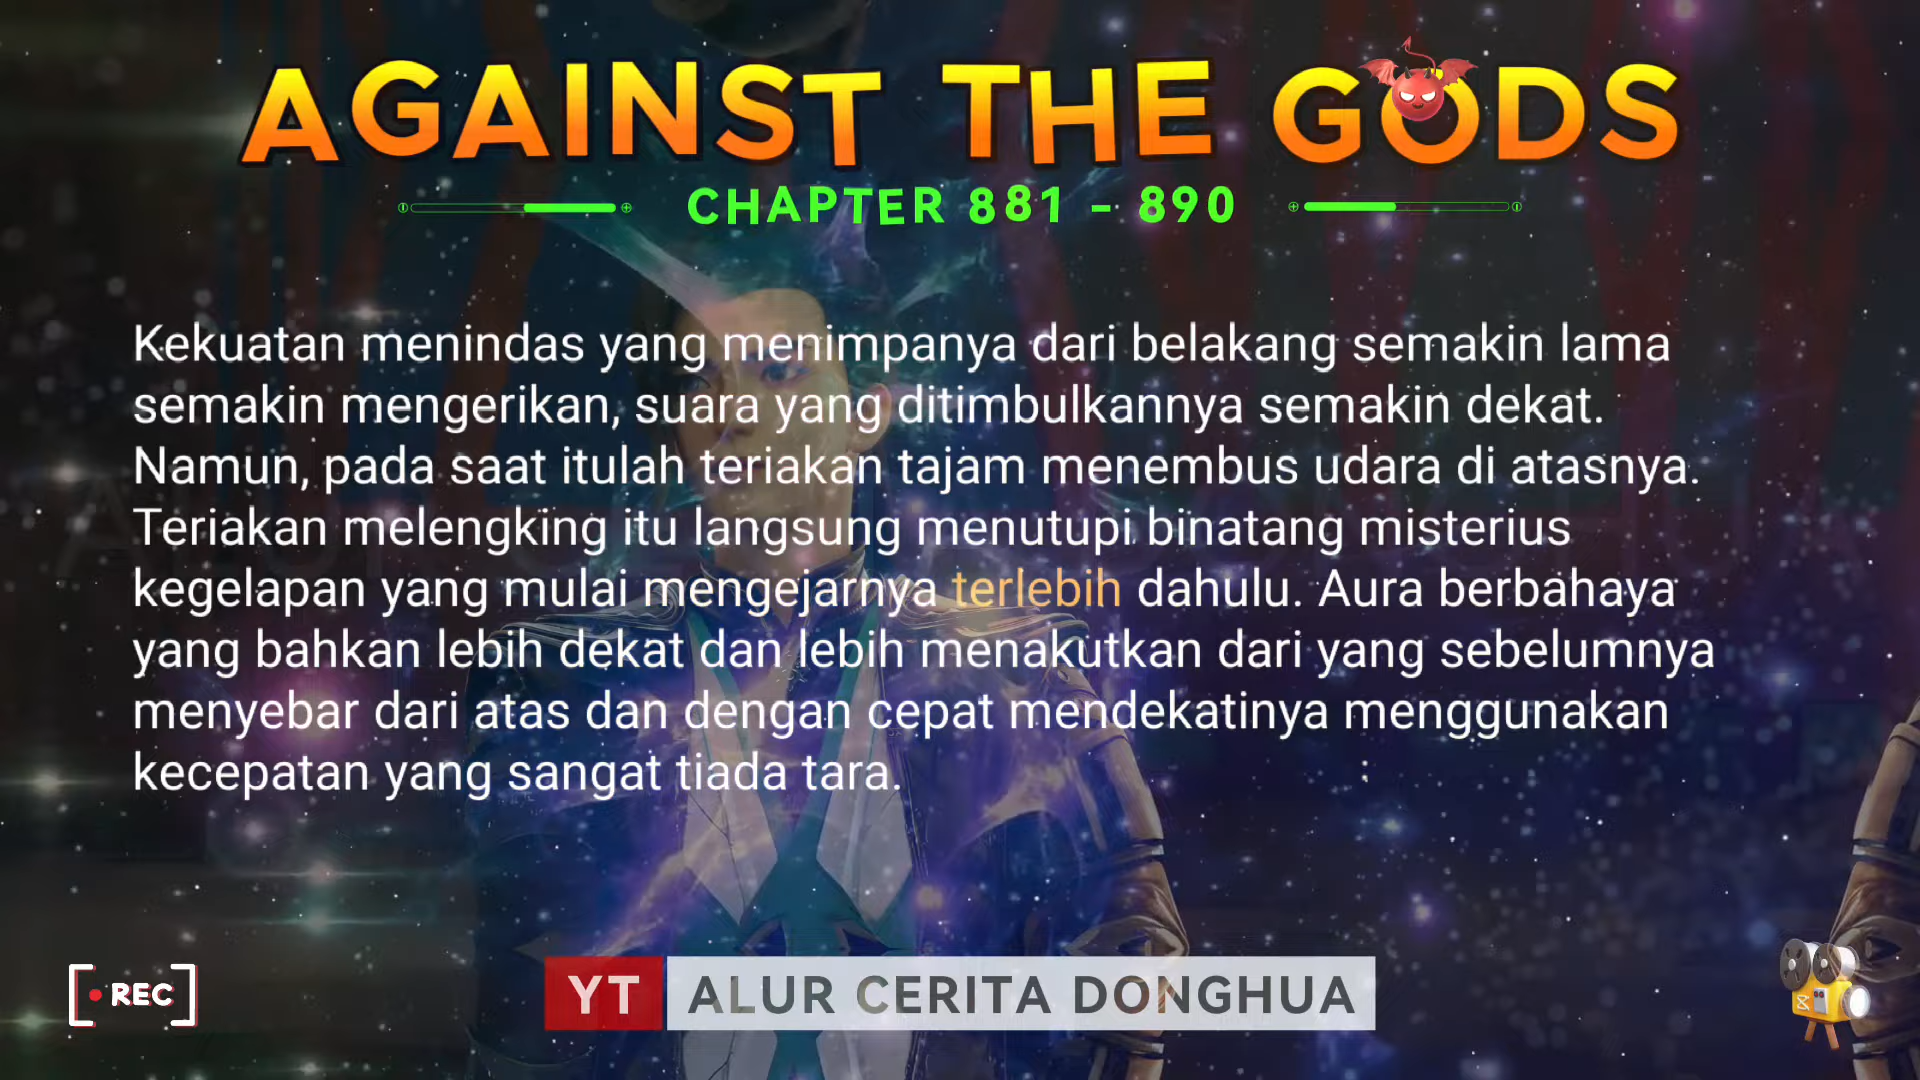 AGAINST THE GODS
CHAPTER 881 - 890
Kekuatan menindas yang menimpanya dari belakang semakin lama
semakin mengerikan, suara yang ditimbulkannya semakin dekat.
Namun, pada saat itulah teriakan tajam menembus udara di atasnya.
Teriakan melengking itu langsung menutupi binatang misterius
kegelapan yang mulai mengejarnya terlebih dahulu. Aura berbahaya
yang bahkan lebih dekat dan lebih menakutkan dari yang sebelumnya
menyebar dari atas dan dengan cepat mendekatinya menggunakan
kecepatan yang sangat tiada tara.
REC
YT ALUR CERITA DONGHUA